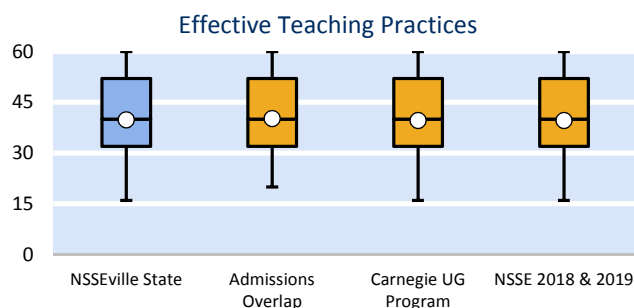 Effective Teaching Practices
60
45
30
15
0
NSSEville State
Admissions
Overlap
Carnegie UG
Program
NSSE 2018 & 2019